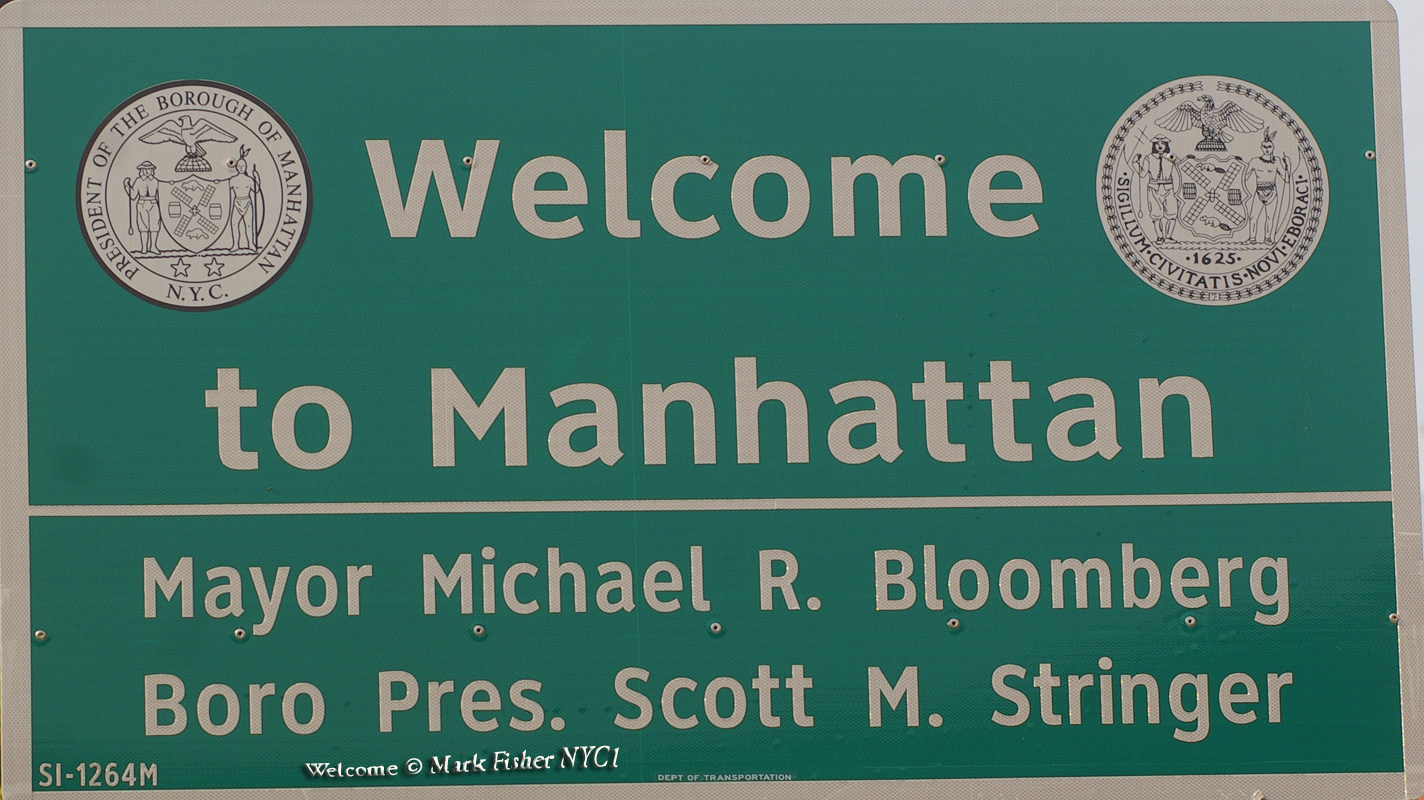 PRESIDENT OF THE BOROUGH OF MANHATTAN
N.Y.C.
Welcome
SIGILLUM·CIVITATIS·NOVI·EBORACI
·1625·
to Manhattan
Mayor Michael R. Bloomberg
Boro Pres. Scott M. Stringer
SI-1264M
Welcome © Mark Fisher NYC1
DEPT OF TRANSPORTATION